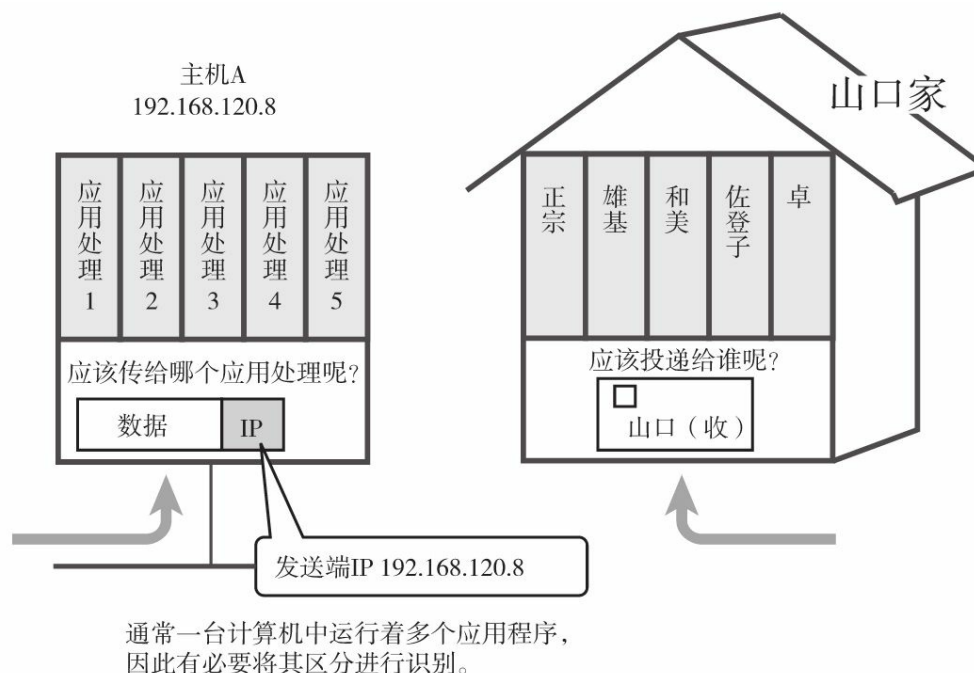 主机A
192.168.120.8
应用处理1
应用处理2
应用处理3
应用处理4
应用处理5
应该传给哪个应用处理呢?
数据
IP
发送端IP 192.168.120.8
山口家
正宗
雄基
和美
佐登子
卓
应该投递给谁呢?
山口（收）
通常一台计算机中运行着多个应用程序，
因此有必要将其区分进行识别。